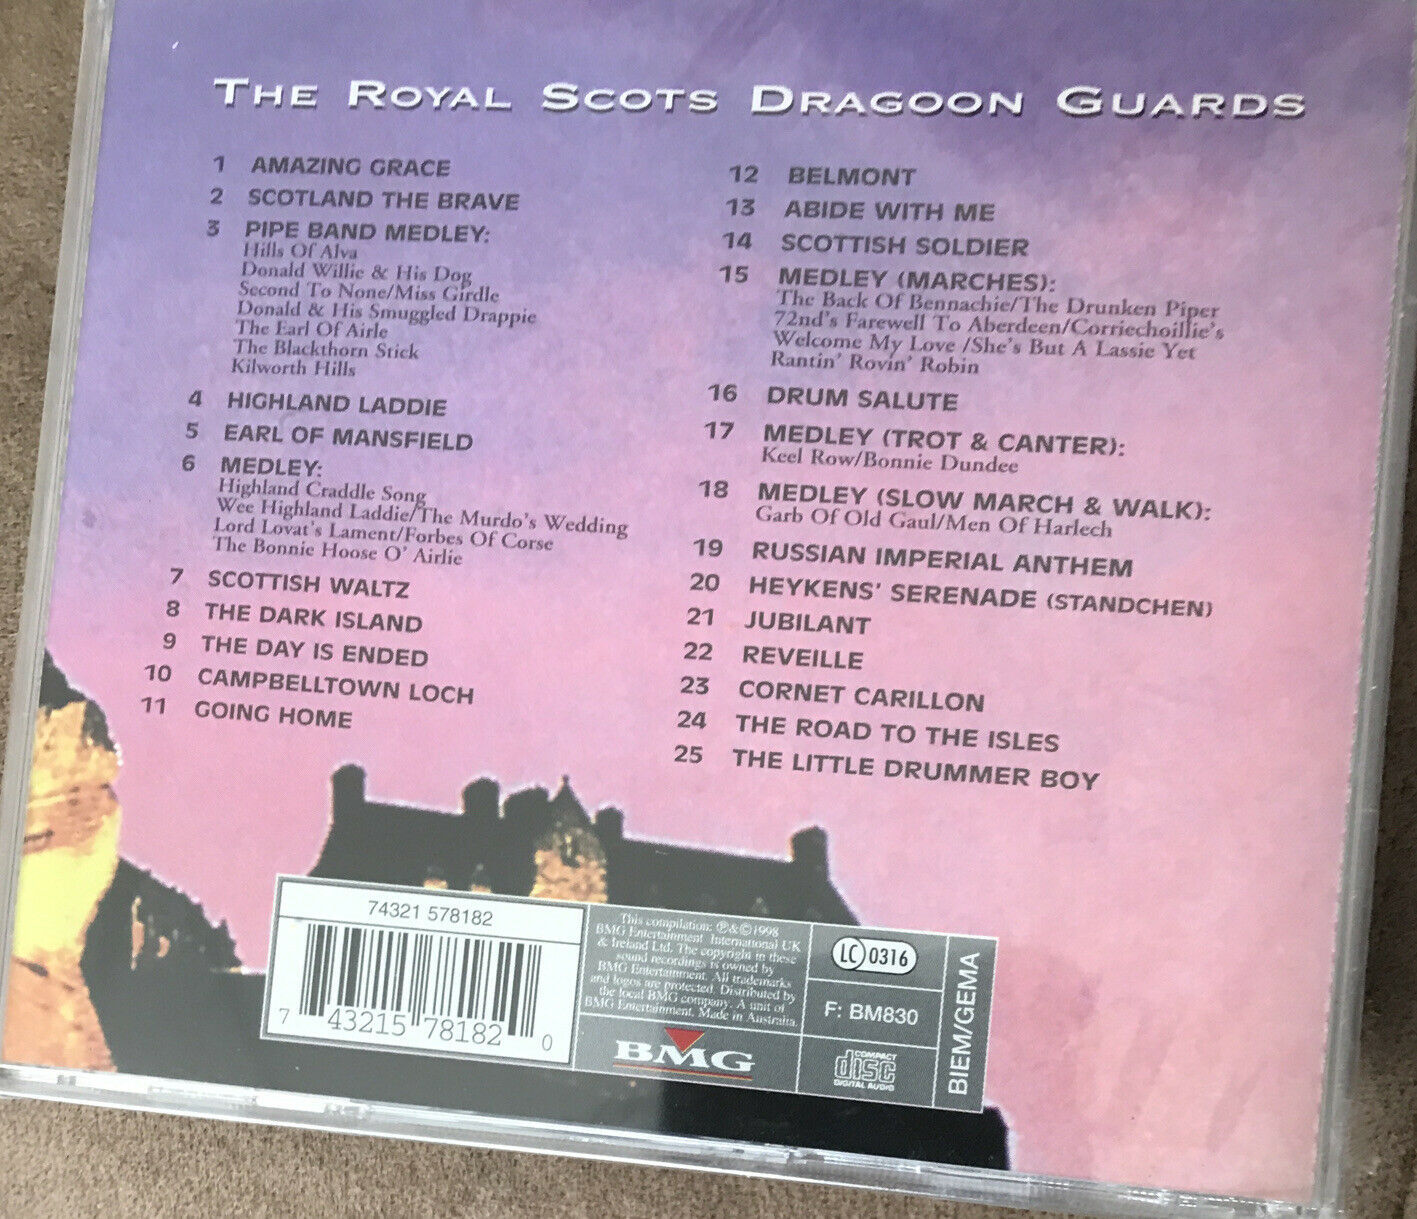 THE ROYAL SCOTS DRAGOON GUARDS
1 AMAZING GRACE
2 SCOTLAND THE BRAVE
3 PIPE BAND MEDLEY:
Hills Of Alva
Donald Willie & His Dog
Second To None/Miss Girdle
Donald & His Smuggled Drappie
The Earl Of Airle
The Blackthorn Stick
Kilworth Hills
4 HIGHLAND LADDIE
5 EARL OF MANSFIELD
6 MEDLEY:
Highland Craddle Song
Wee Highland Laddie/The Murdo's Wedding
Lord Lovat's Lament/Forbes Of Corse
The Bonnie Hoose O' Airlie
7 SCOTTISH WALTZ
8 THE DARK ISLAND
9 THE DAY IS ENDED
10 CAMPBELLTOWN LOCH
11 GOING HOME
12 BELMONT
13 ABIDE WITH ME
14 SCOTTISH SOLDIER
15 MEDLEY (MARCHES):
The Back Of Bennachie/The Drunken Piper
72nd's Farewell To Aberdeen/Corriechoillie's
Welcome My Love /She's But A Lassie Yet
Rantin' Rovin' Robin
16 DRUM SALUTE
17 MEDLEY (TROT & CANTER):
Keel Row/Bonnie Dundee
18 MEDLEY (SLOW MARCH & WALK):
Garb Of Old Gaul/Men Of Harlech
19 RUSSIAN IMPERIAL ANTHEM
20 HEYKENS' SERENADE (STANDCHEN)
21 JUBILANT
22 REVEILLE
23 CORNET CARILLON
24 THE ROAD TO THE ISLES
25 THE LITTLE DRUMMER BOY
74321 578182
7 43215 78182 0
This compilation: ℗&©1998
BMG Entertainment International UK
& Ireland Ltd. The copyright in these
sound recordings is owned by
BMG Entertainment. All trademarks
and logos are protected. Distributed by
the local BMG company. A unit of
BMG Entertainment. Made in Australia.
BMG
LC 0316
F: BM830
COMPACT
disc
DIGITAL AUDIO
BIEM/GEMA